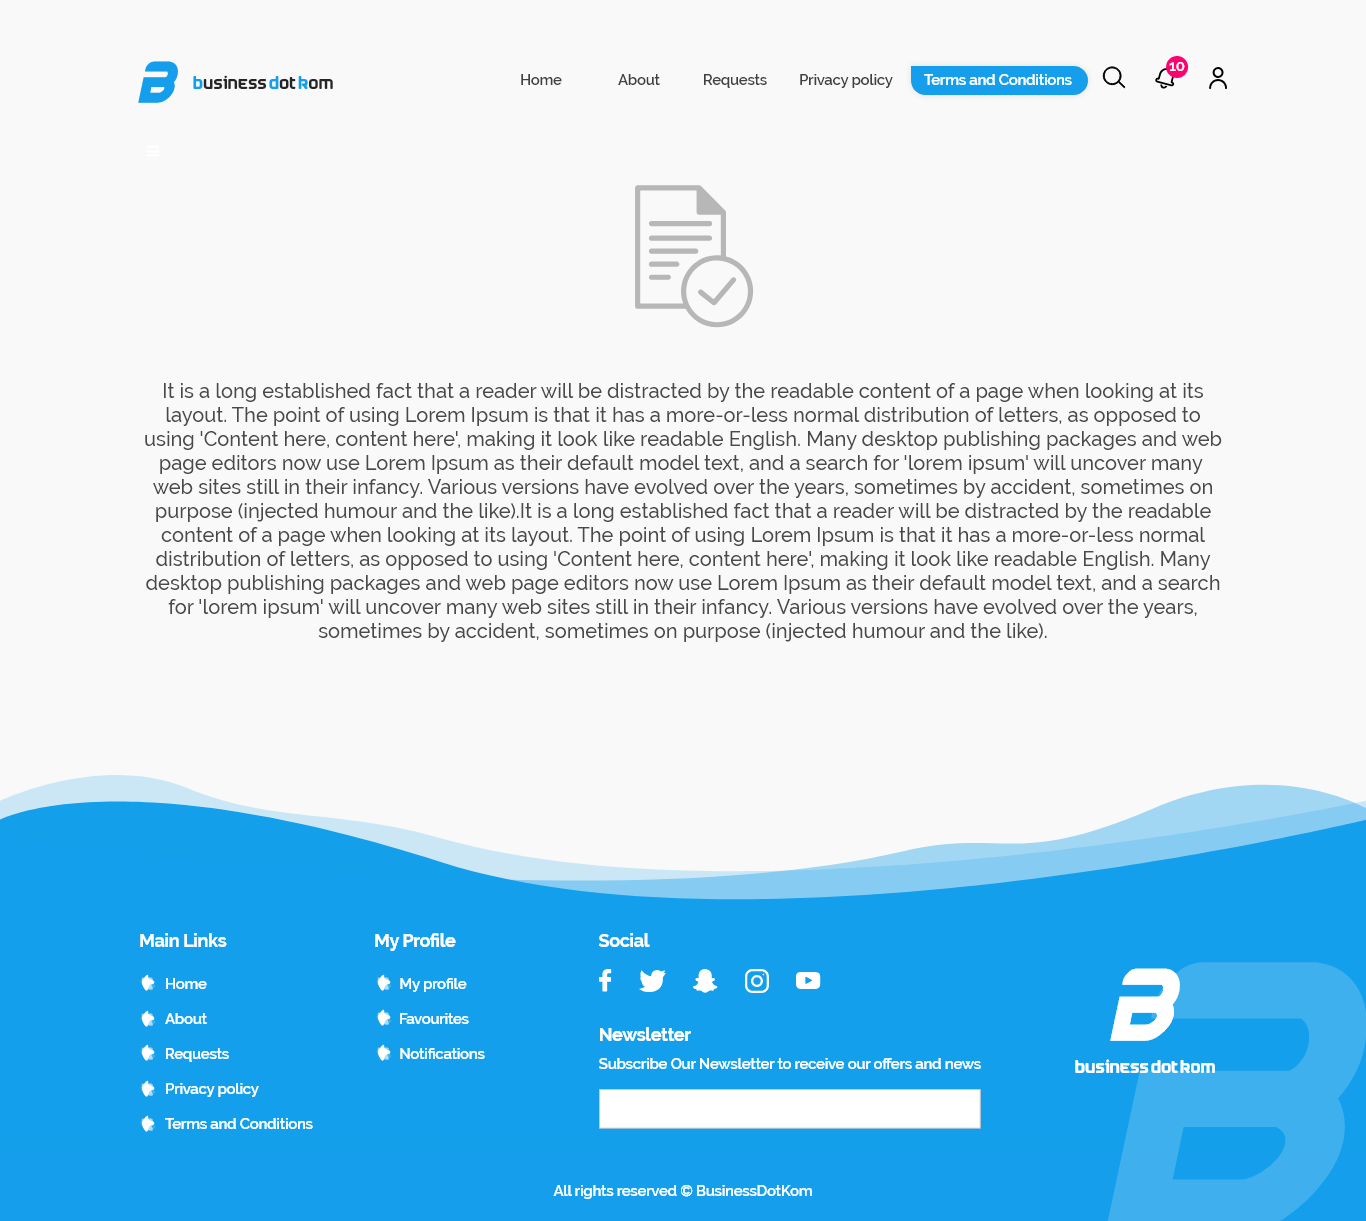 business dot kom
Home
About
Requests
Privacy policy
Terms and Conditions
10
It is a long established fact that a reader will be distracted by the readable content of a page when looking at its
layout. The point of using Lorem Ipsum is that it has a more-or-less normal distribution of letters, as opposed to
using 'Content here, content here', making it look like readable English. Many desktop publishing packages and web
page editors now use Lorem Ipsum as their default model text, and a search for 'lorem ipsum' will uncover many
web sites still in their infancy. Various versions have evolved over the years, sometimes by accident, sometimes on
purpose (injected humour and the like).It is a long established fact that a reader will be distracted by the readable
content of a page when looking at its layout. The point of using Lorem Ipsum is that it has a more-or-less normal
distribution of letters, as opposed to using 'Content here, content here', making it look like readable English. Many
desktop publishing packages and web page editors now use Lorem Ipsum as their default model text, and a search
for 'lorem ipsum' will uncover many web sites still in their infancy. Various versions have evolved over the years,
sometimes by accident, sometimes on purpose (injected humour and the like).
Main Links
Home
About
Requests
Privacy policy
Terms and Conditions
My Profile
My profile
Favourites
Notifications
Social
Newsletter
Subscribe Our Newsletter to receive our offers and news
business dot kom
All rights reserved © BusinessDotKom